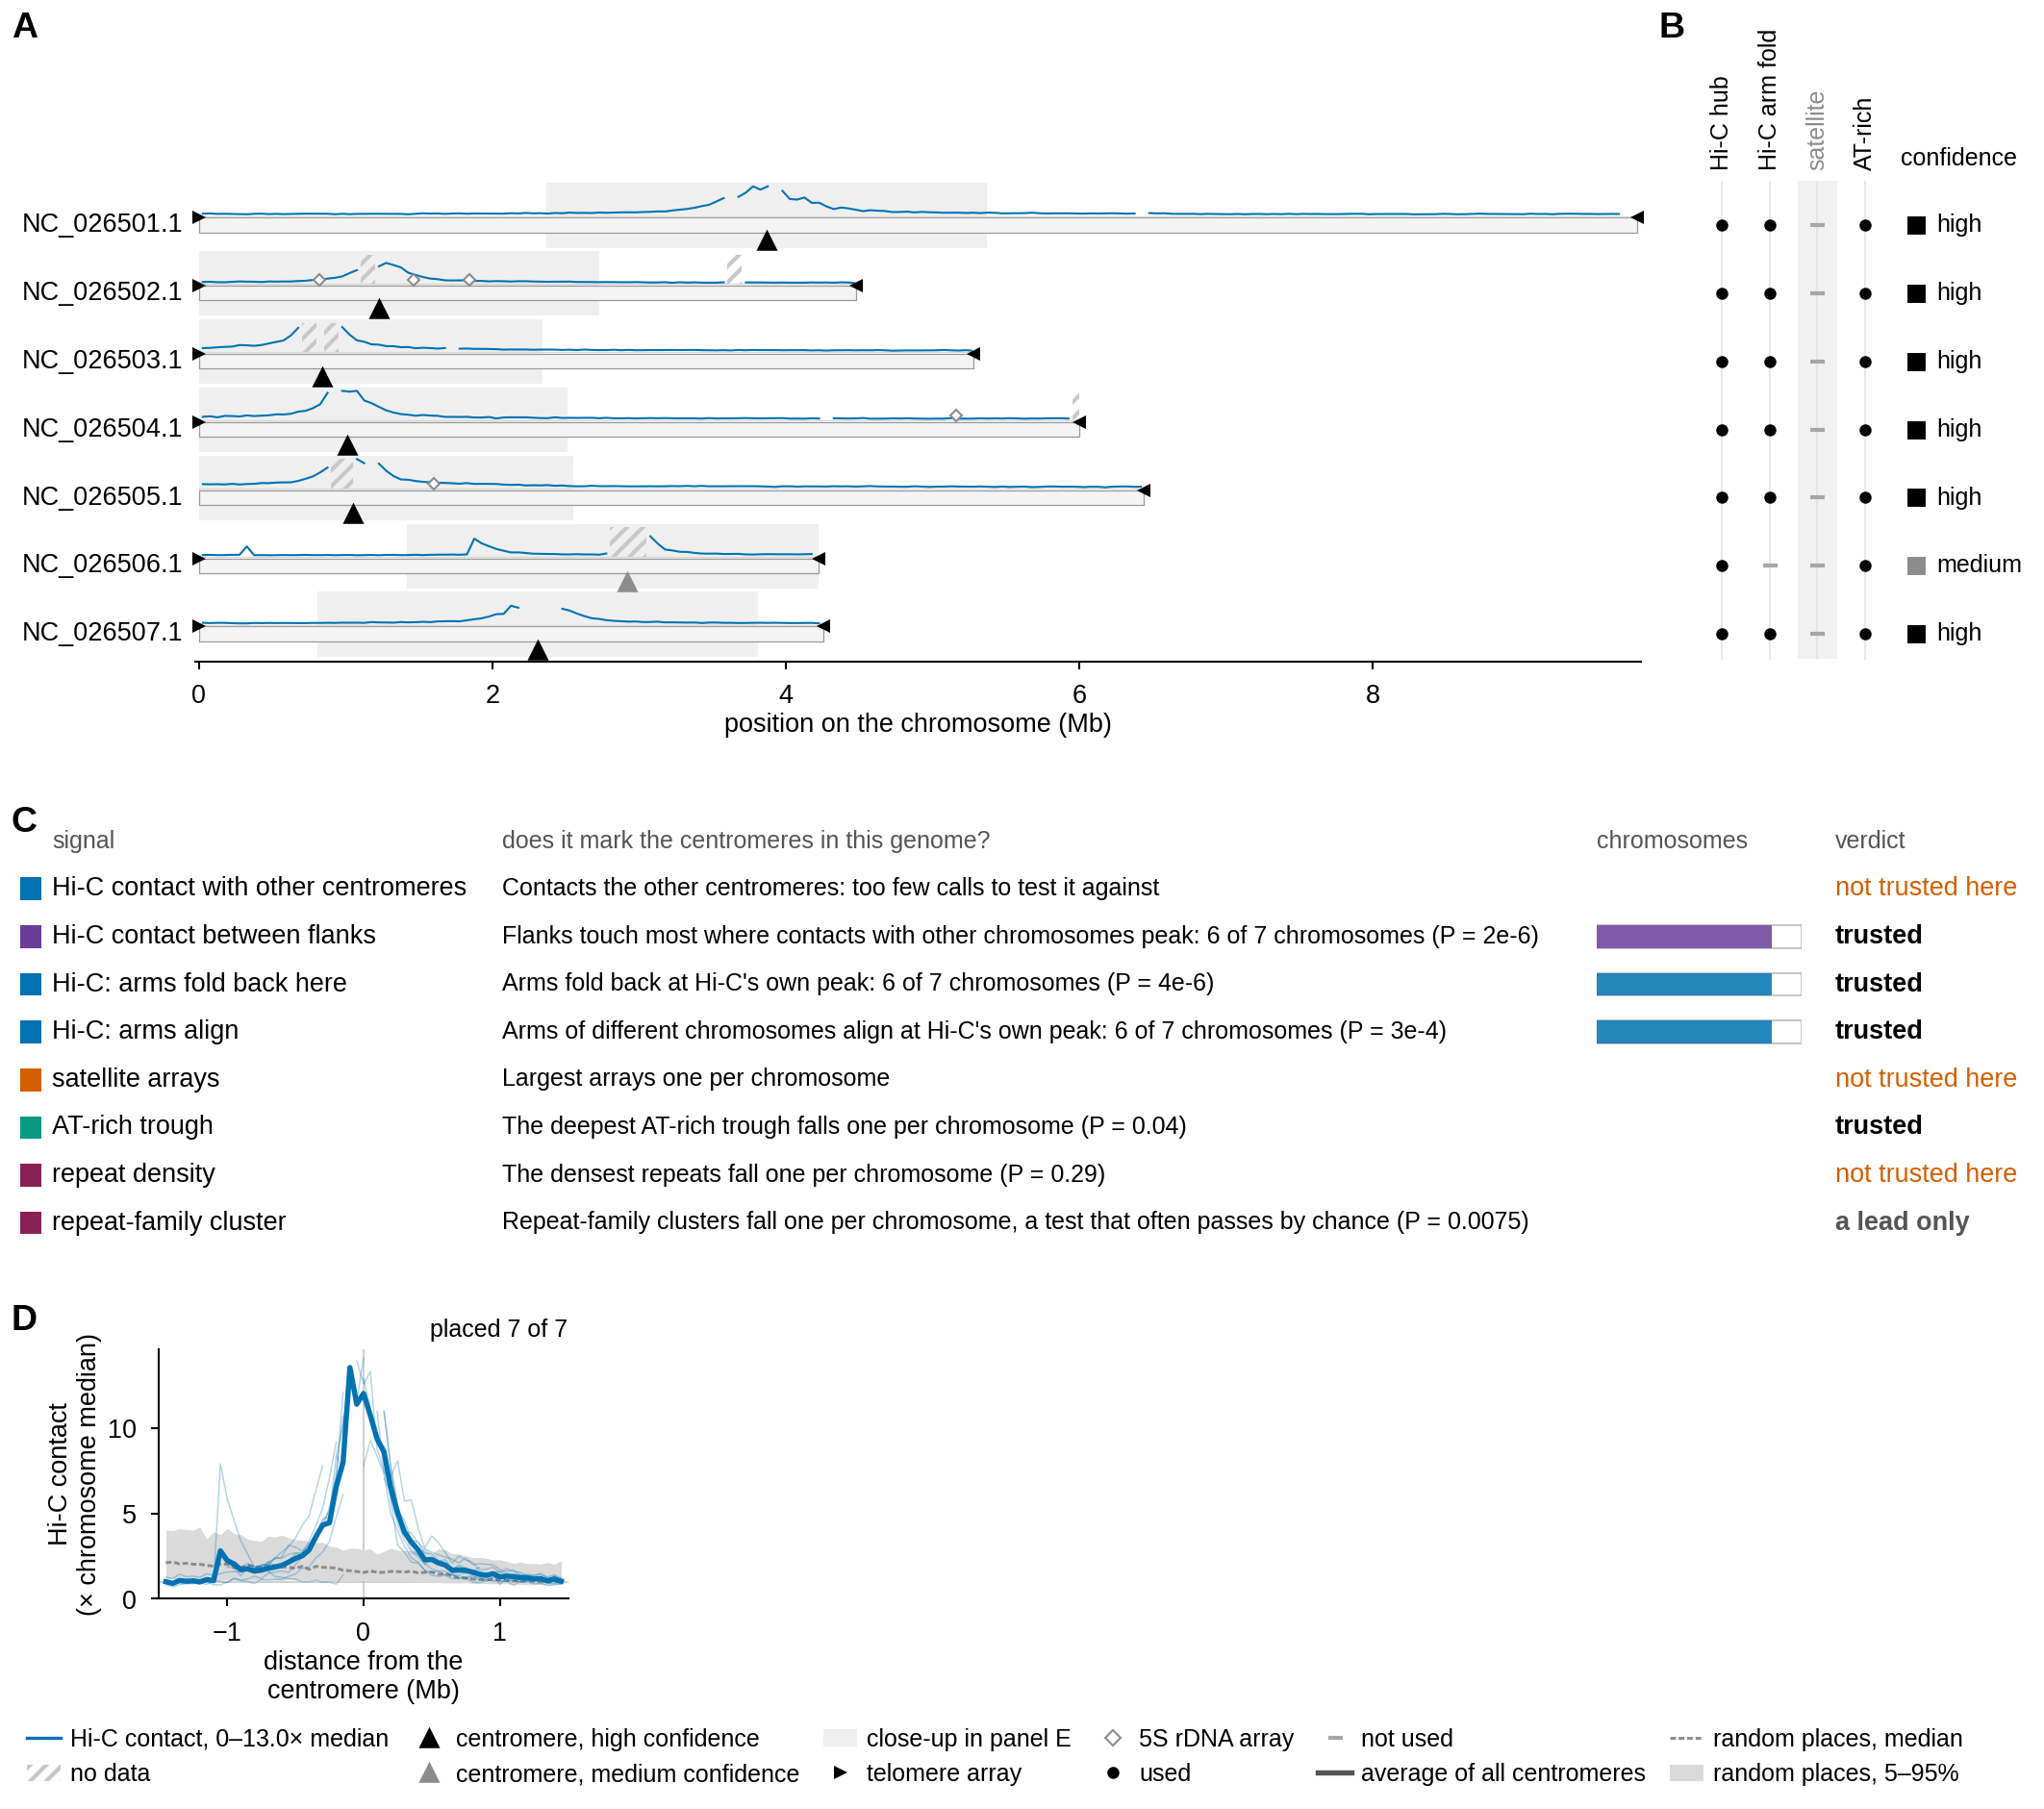 A
B
Hi-C hub
Hi-C arm fold
satellite
AT-rich
confidence
NC_026501.1
high
NC_026502.1
high
NC_026503.1
high
NC_026504.1
high
NC_026505.1
high
NC_026506.1
medium
NC_026507.1
high
0 2 4 6 8
position on the chromosome (Mb)
C
signal does it mark the centromeres in this genome? chromosomes verdict
Hi-C contact with other centromeres Contacts the other centromeres: too few calls to test it against not trusted here
Hi-C contact between flanks Flanks touch most where contacts with other chromosomes peak: 6 of 7 chromosomes (P = 2e-6) trusted
Hi-C: arms fold back here Arms fold back at Hi-C's own peak: 6 of 7 chromosomes (P = 4e-6) trusted
Hi-C: arms align Arms of different chromosomes align at Hi-C's own peak: 6 of 7 chromosomes (P = 3e-4) trusted
satellite arrays Largest arrays one per chromosome not trusted here
AT-rich trough The deepest AT-rich trough falls one per chromosome (P = 0.04) trusted
repeat density The densest repeats fall one per chromosome (P = 0.29) not trusted here
repeat-family cluster Repeat-family clusters fall one per chromosome, a test that often passes by chance (P = 0.0075) a lead only
D
placed 7 of 7
Hi-C contact
(× chromosome median)
10
5
0
−1 0 1
distance from the
centromere (Mb)
Hi-C contact, 0–13.0× median centromere, high confidence close-up in panel E 5S rDNA array not used random places, median
no data centromere, medium confidence telomere array used average of all centromeres random places, 5–95%